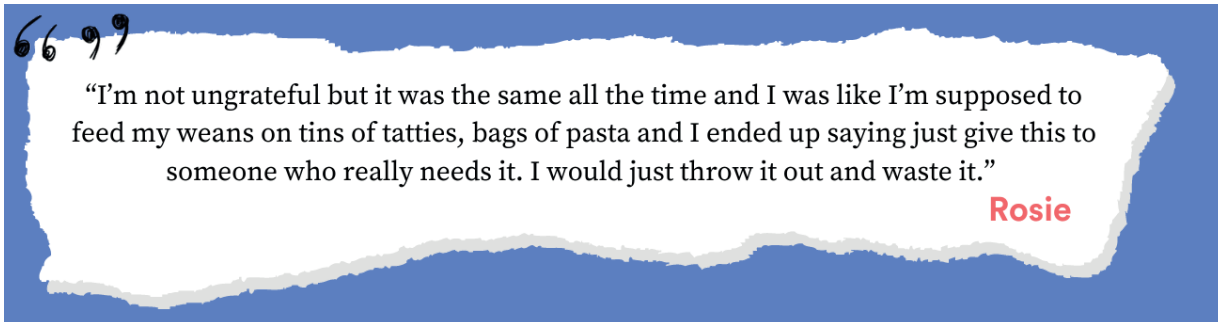 “I’m not ungrateful but it was the same all the time and I was like I’m supposed to
feed my weans on tins of tatties, bags of pasta and I ended up saying just give this to
someone who really needs it. I would just throw it out and waste it.”
Rosie